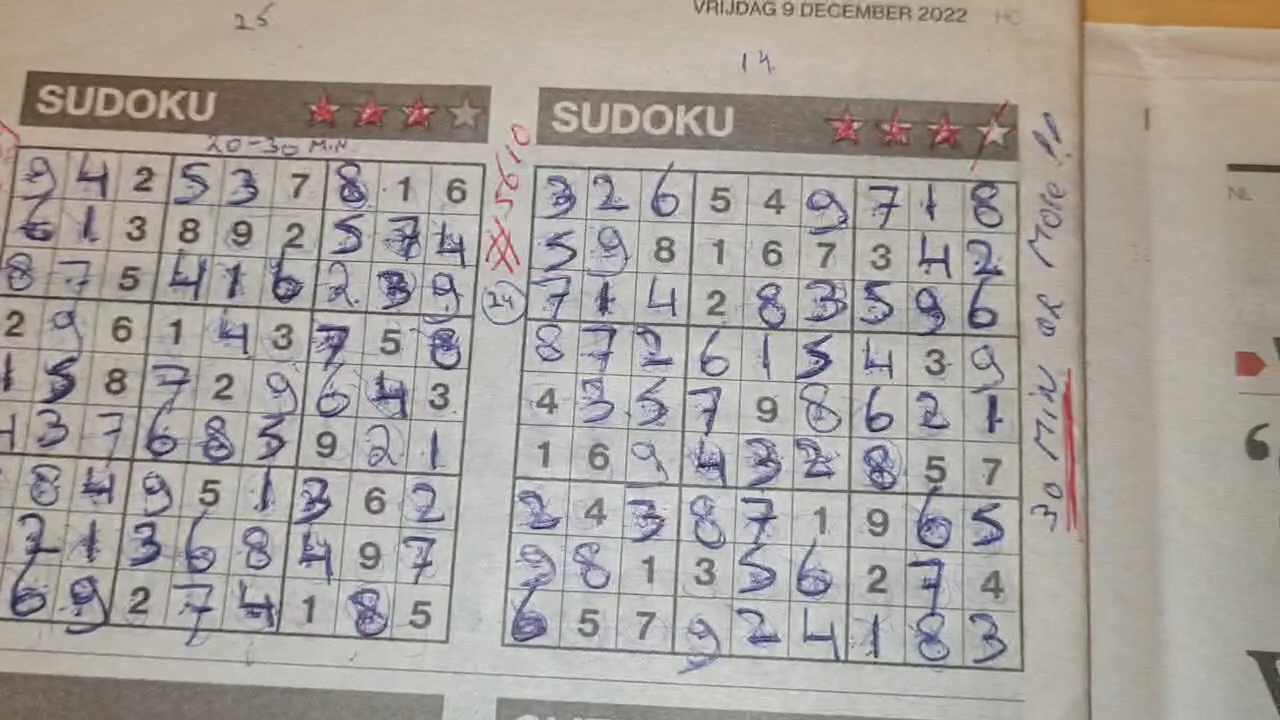 VRIJDAG 9 DECEMBER 2022 HC
25
14
SUDOKU
20-30 MIN
9 4 2 5 3 7 8 1 6
6 1 3 8 9 2 5 7 4
8 7 5 4 1 6 2 3 9
2 9 6 1 4 3 7 5 8
1 5 8 7 2 9 6 4 3
4 3 7 6 8 5 9 2 1
8 4 9 5 1 3 6 2
2 1 3 6 8 4 9 7
6 9 2 7 4 1 8 5
24
SUDOKU
3 2 6 5 4 9 7 1 8
5 9 8 1 6 7 3 4 2
7 1 4 2 8 3 5 9 6
8 7 2 6 1 5 4 3 9
4 3 5 7 9 8 6 2 1
1 6 9 4 3 2 8 5 7
2 4 3 8 7 1 9 6 5
9 8 1 3 5 6 2 7 4
6 5 7 9 2 4 1 8 3
30 MIN OR MORE !!
NL